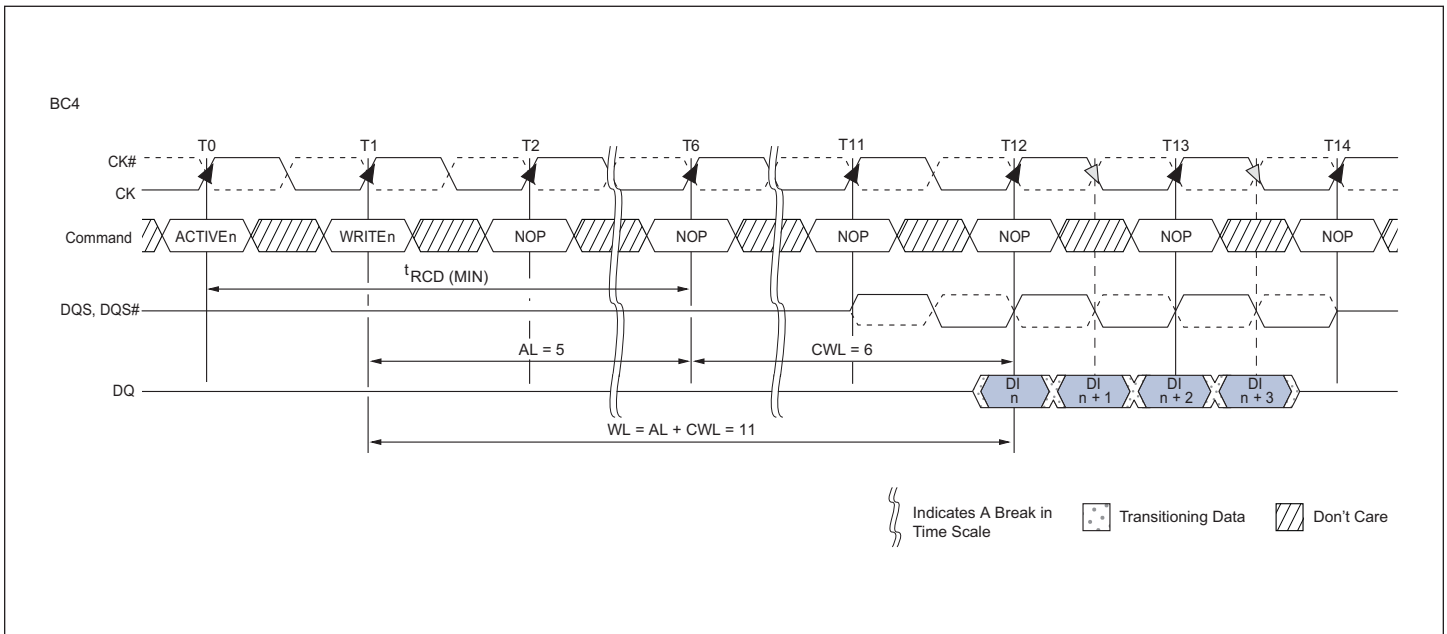 BC4
T0 T1 T2 T6 T11 T12 T13 T14
CK#
CK
Command ACTIVEn WRITEn NOP NOP NOP NOP NOP NOP
tRCD (MIN)
DQS, DQS#
AL = 5 CWL = 6
DQ DI n DI n + 1 DI n + 2 DI n + 3
WL = AL + CWL = 11
Indicates A Break in
Time Scale
Transitioning Data
Don't Care